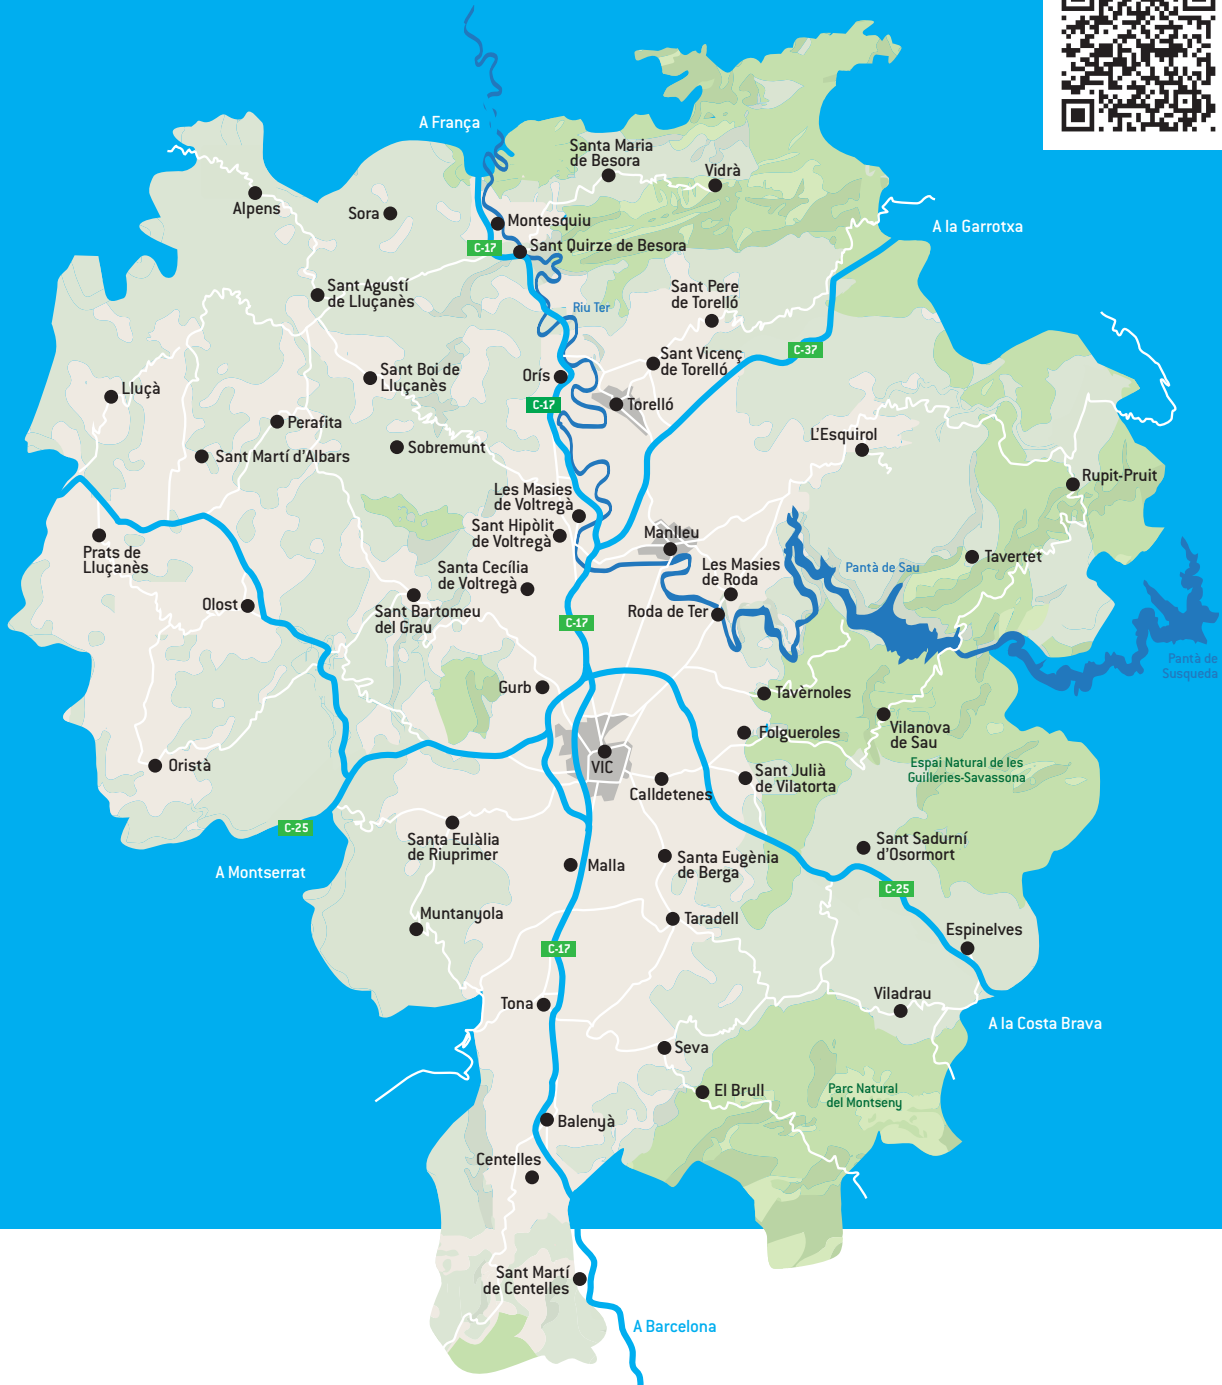 A França
Santa Maria
de Besora
Vidrà
Alpens
Sora
Montesquiu
A la Garrotxa
C-17
Sant Quirze de Besora
Sant Agustí
de Lluçanès
Sant Pere
de Torelló
Riu Ter
C-37
Sant Vicenç
de Torelló
Sant Boi de
Lluçanès
Orís
Lluçà
C-17
Torelló
Perafita
L'Esquirol
Sant Martí d'Albars
Sobremunt
Rupit-Pruit
Les Masies
de Voltregà
Sant Hipòlit
de Voltregà
Manlleu
Prats de
Lluçanès
Tavertet
Santa Cecília
de Voltregà
Les Masies
de Roda
Pantà de Sau
Olost
Sant Bartomeu
del Grau
Roda de Ter
C-17
Pantà de
Susqueda
Gurb
Tavèrnoles
Folgueroles
Vilanova
de Sau
Oristà
VIC
Espai Natural de les
Guilleries-Savassona
Sant Julià
de Vilatorta
Calldetenes
C-25
Santa Eulàlia
de Riuprimer
Sant Sadurní
d'Osormort
A Montserrat
Malla
Santa Eugènia
de Berga
C-25
Muntanyola
Taradell
Espinelves
C-17
Tona
Viladrau
A la Costa Brava
Seva
El Brull
Parc Natural
del Montseny
Balenyà
Centelles
Sant Martí
de Centelles
A Barcelona